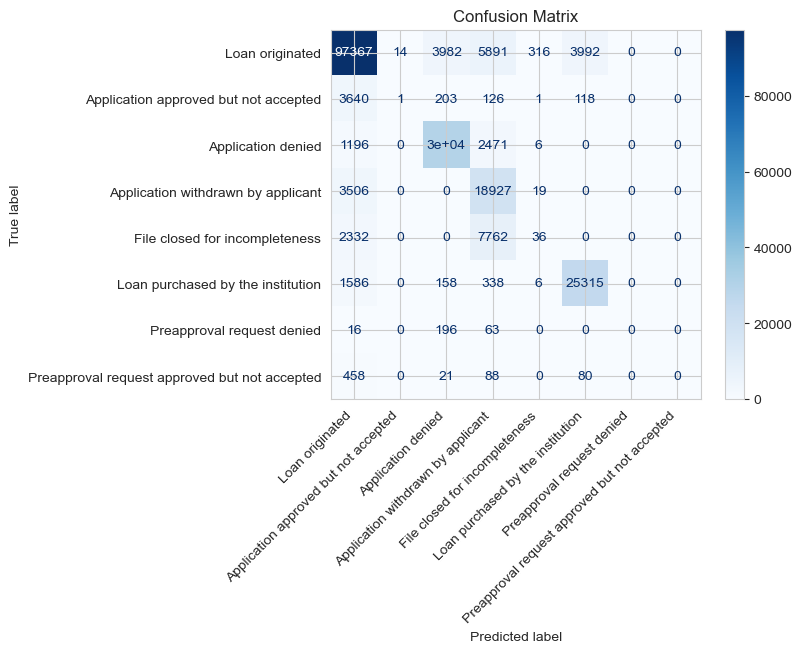 Confusion Matrix
True label
Loan originated 97367 14 3982 5891 316 3992 0 0
Application approved but not accepted 3640 1 203 126 1 118 0 0
Application denied 1196 0 3e+04 2471 6 0 0 0
Application withdrawn by applicant 3506 0 0 18927 19 0 0 0
File closed for incompleteness 2332 0 0 7762 36 0 0 0
Loan purchased by the institution 1586 0 158 338 6 25315 0 0
Preapproval request denied 16 0 196 63 0 0 0 0
Preapproval request approved but not accepted 458 0 21 88 0 80 0 0
80000
60000
40000
20000
0
Loan originated
Application approved but not accepted
Application denied
Application withdrawn by applicant
File closed for incompleteness
Loan purchased by the institution
Preapproval request denied
Preapproval request approved but not accepted
Predicted label